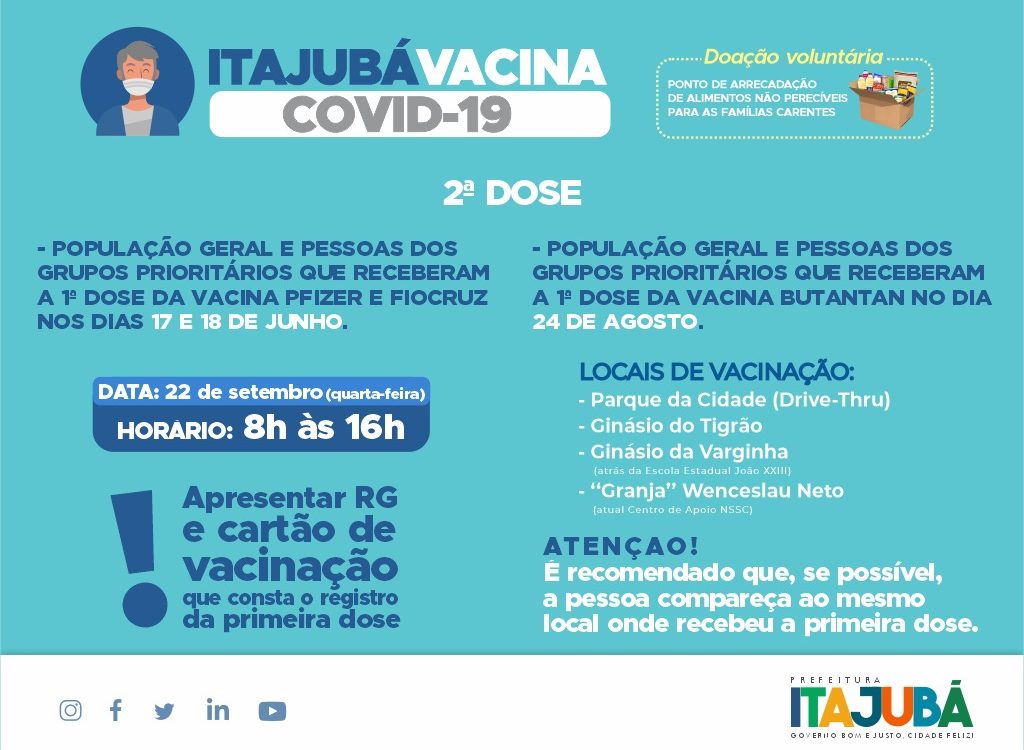 ITAJUBÁVACINA
COVID-19
Doação voluntária
PONTO DE ARRECADAÇÃO
DE ALIMENTOS NÃO PERECÍVEIS
PARA AS FAMÍLIAS CARENTES
2ª DOSE
- POPULAÇÃO GERAL E PESSOAS DOS
GRUPOS PRIORITÁRIOS QUE RECEBERAM
A 1ª DOSE DA VACINA PFIZER E FIOCRUZ
NOS DIAS 17 E 18 DE JUNHO.
- POPULAÇÃO GERAL E PESSOAS DOS
GRUPOS PRIORITÁRIOS QUE RECEBERAM
A 1ª DOSE DA VACINA BUTANTAN NO DIA
24 DE AGOSTO.
DATA: 22 de setembro (quarta-feira)
HORÁRIO: 8h às 16h
LOCAIS DE VACINAÇÃO:
- Parque da Cidade (Drive-Thru)
- Ginásio do Tigrão
- Ginásio da Varginha
(atrás da Escola Estadual João XXIII)
- “Granja” Wenceslau Neto
(atual Centro de Apoio NSSC)
! Apresentar RG
e cartão de
vacinação
que consta o registro
da primeira dose
ATENÇAO!
É recomendado que, se possível,
a pessoa compareça ao mesmo
local onde recebeu a primeira dose.
PREFEITURA
ITAJUBÁ
GOVERNO BOM E JUSTO, CIDADE FELIZ!